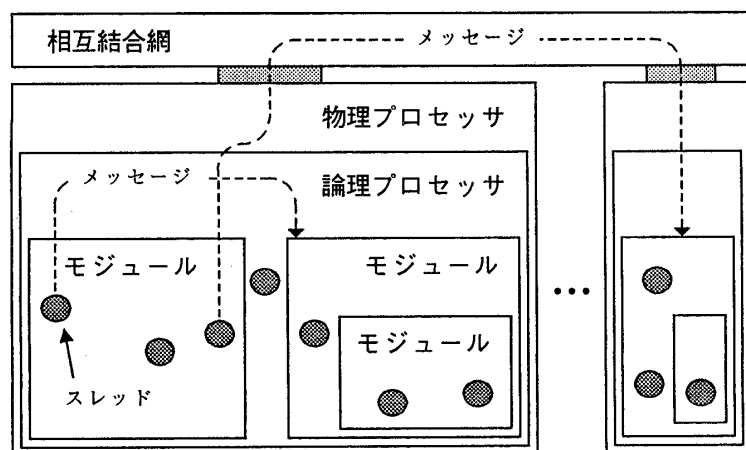 相互結合網
メッセージ
物理プロセッサ
メッセージ
論理プロセッサ
モジュール
モジュール
モジュール
スレッド